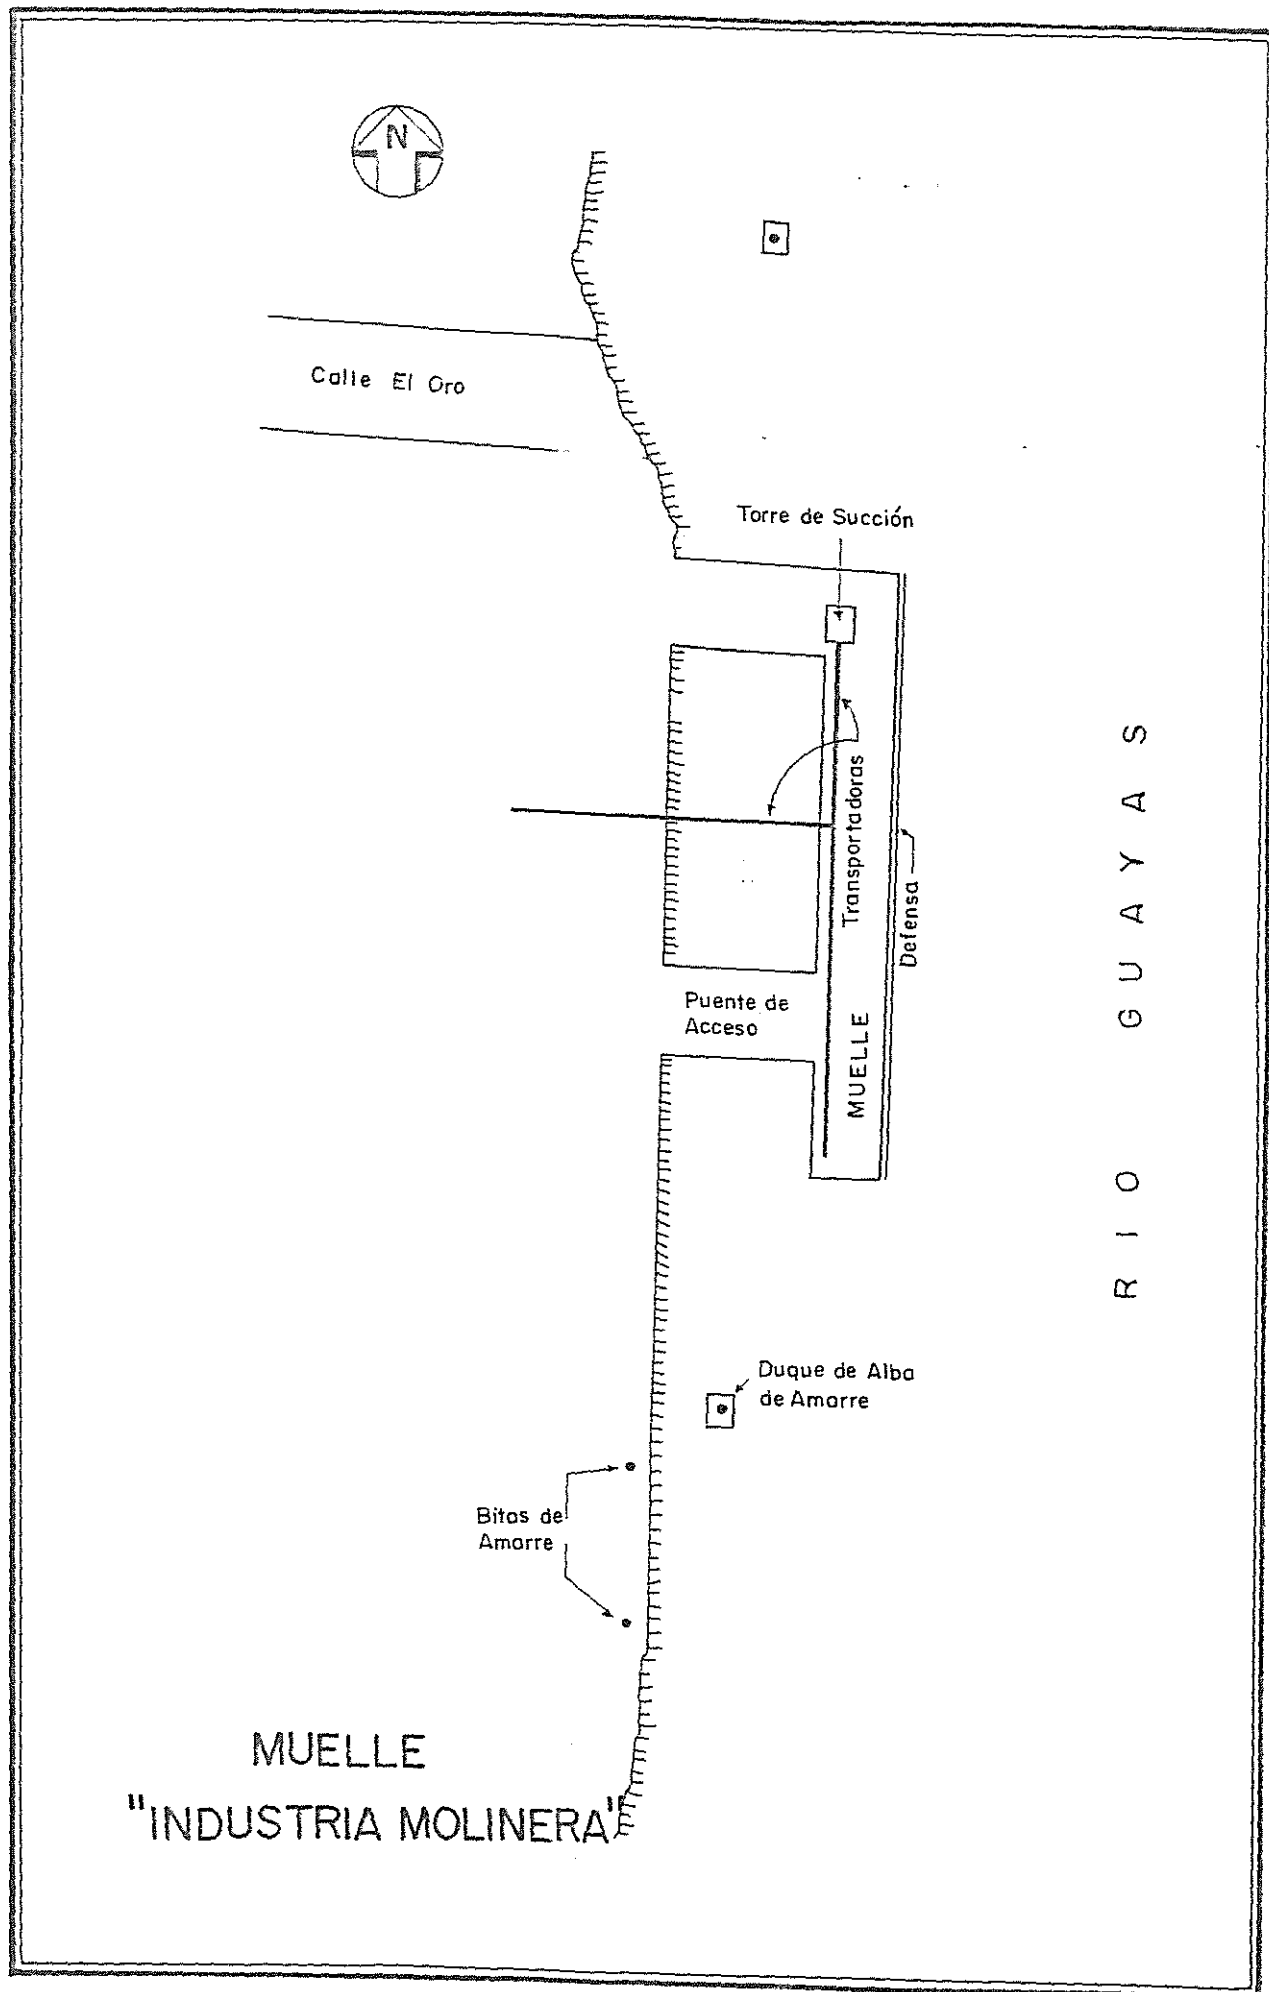 N
Calle El Oro
Torre de Succión
Transportadoras
Defensa
MUELLE
Puente de
Acceso
RIO GUAYAS
Duque de Alba
de Amarre
Bitas de
Amarre
MUELLE
"INDUSTRIA MOLINERA"